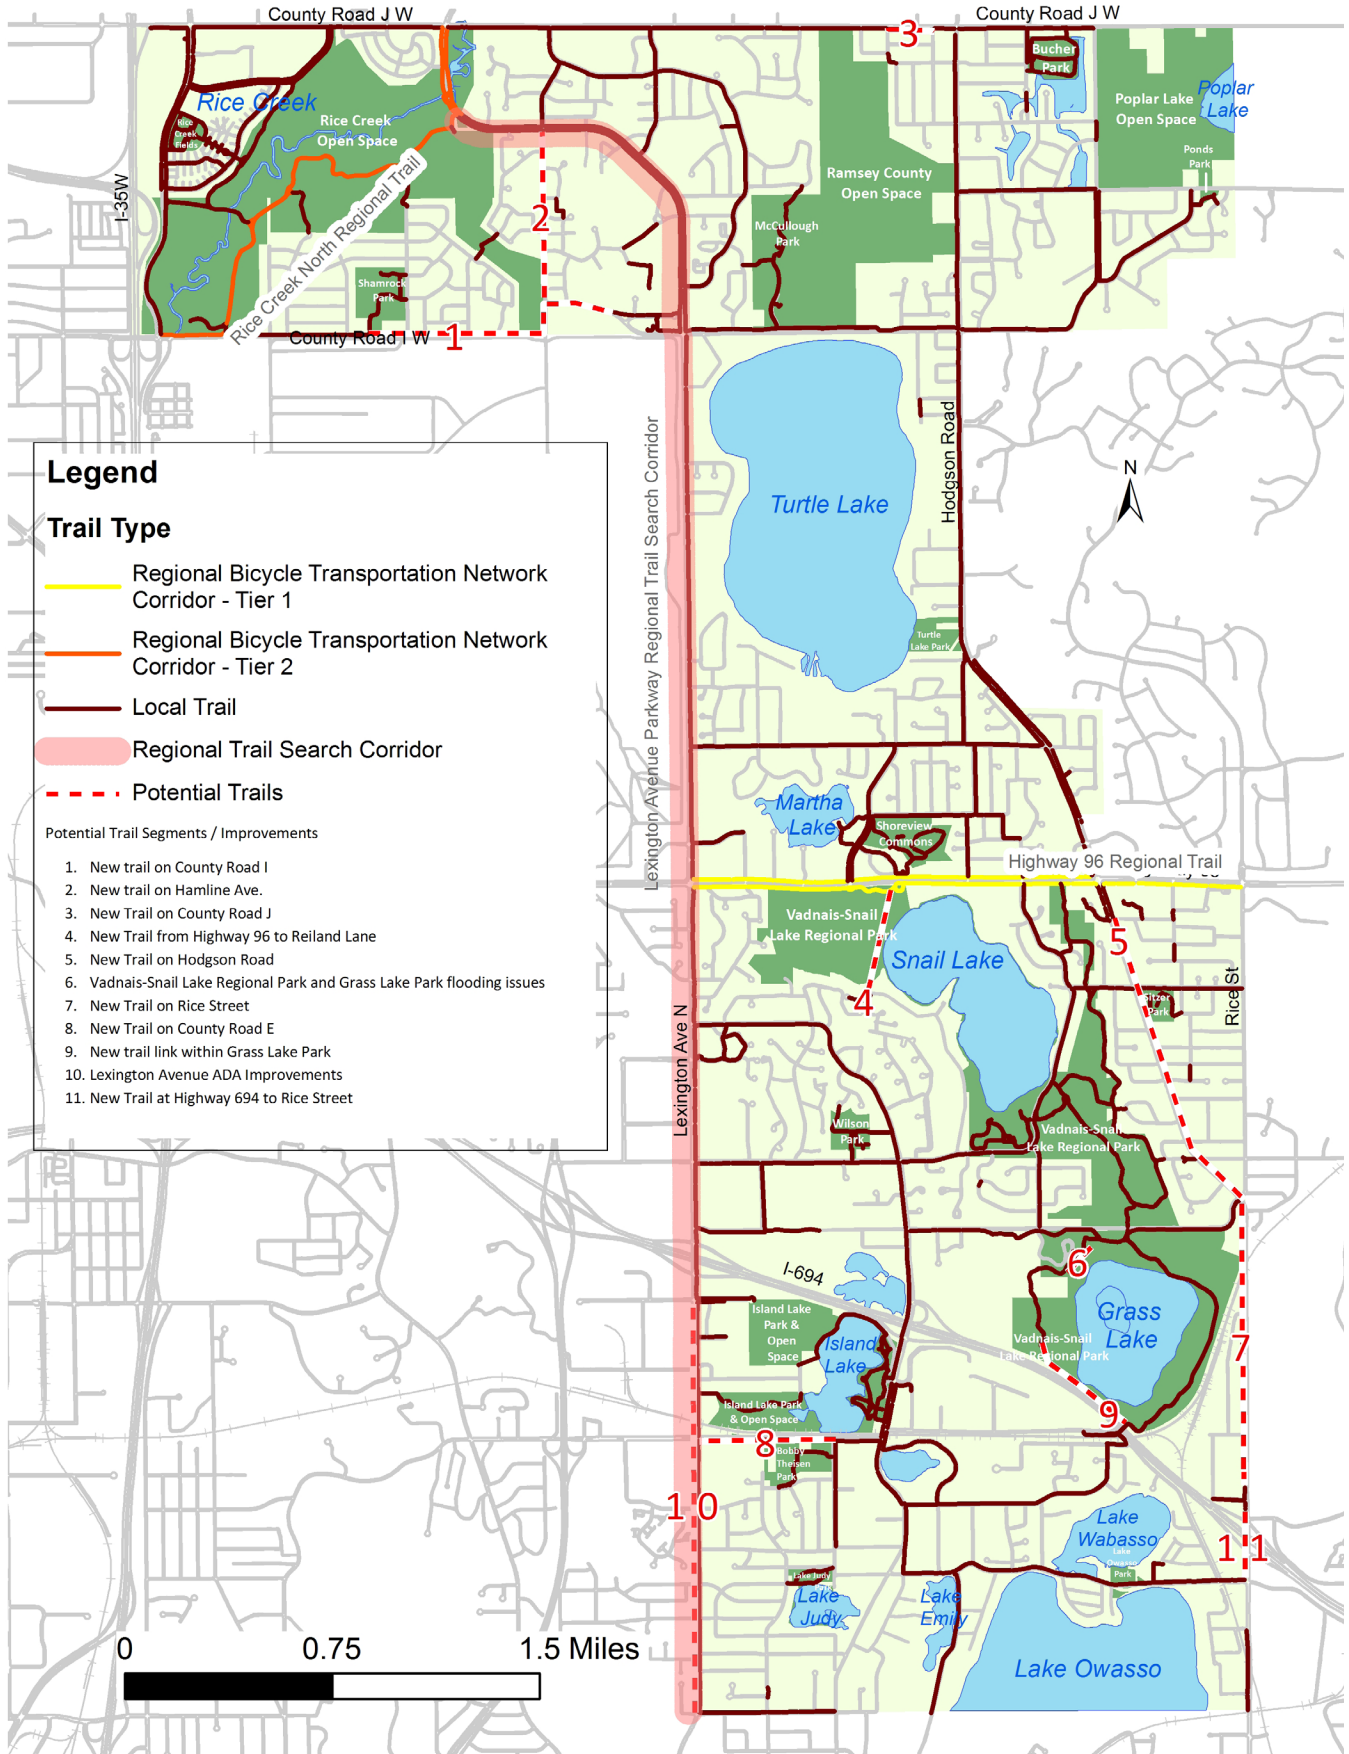 County Road J W
County Road J W
3
Bucher
Park
Poplar
Lake
Poplar Lake
Open Space
Ponds
Park
Rice Creek
Rice
Creek
Fields
Rice Creek
Open Space
I-35W
Rice Creek North Regional Trail
2
Ramsey County
Open Space
McCullough
Park
Shamrock
Park
County Road I W
1
Legend
Trail Type
Regional Bicycle Transportation Network
Corridor - Tier 1
Regional Bicycle Transportation Network
Corridor - Tier 2
Local Trail
Regional Trail Search Corridor
Potential Trails
Potential Trail Segments / Improvements
1. New trail on County Road I
2. New trail on Hamline Ave.
3. New Trail on County Road J
4. New Trail from Highway 96 to Reiland Lane
5. New Trail on Hodgson Road
6. Vadnais-Snail Lake Regional Park and Grass Lake Park flooding issues
7. New Trail on Rice Street
8. New Trail on County Road E
9. New trail link within Grass Lake Park
10. Lexington Avenue ADA Improvements
11. New Trail at Highway 694 to Rice Street
Lexington Avenue Parkway Regional Trail Search Corridor
Hodgson Road
N
Turtle Lake
Turtle
Lake Park
Martha
Lake
Shoreview
Commons
Highway 96 Regional Trail
Vadnais-Snail
Lake Regional Park
Snail Lake
4
5
Sitzer
Park
Rice St
Lexington Ave N
Wilson
Park
Vadnais-Snail
Lake Regional Park
6
I-694
Grass
Lake
Island Lake
Park &
Open
Space
Island
Lake
Vadnais-Snail
Lake Regional Park
7
Island Lake Park
& Open Space
9
8
Bobby
Theisen
Park
10
Lake
Wabasso
Lake
Owasso
Park
11
Lake Judy
Lake
Judy
Lake
Emily
Lake Owasso
0 0.75 1.5 Miles